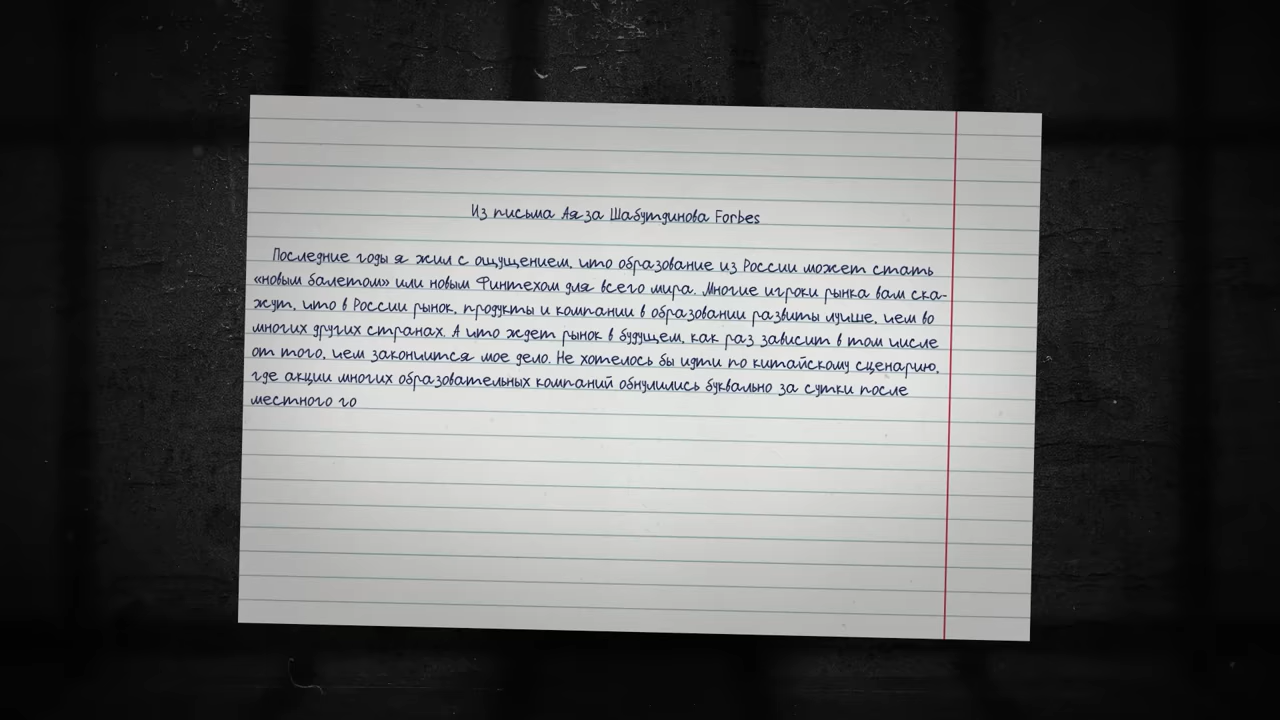 Из письма Аяза Шабутдинова Forbes
Последние годы я жил с ощущением, что образование из России может стать
«новым балетом» или новым Финтехом для всего мира. Многие игроки рынка вам ска-
жут, что в России рынок, продукты и компании в образовании развиты лучше, чем во
многих других странах. А что ждет рынок в будущем, как раз зависит в том числе
от того, чем закончится мое дело. Не хотелось бы идти по китайскому сценарию,
где акции многих образовательных компаний обнулились буквально за сутки после
местного го